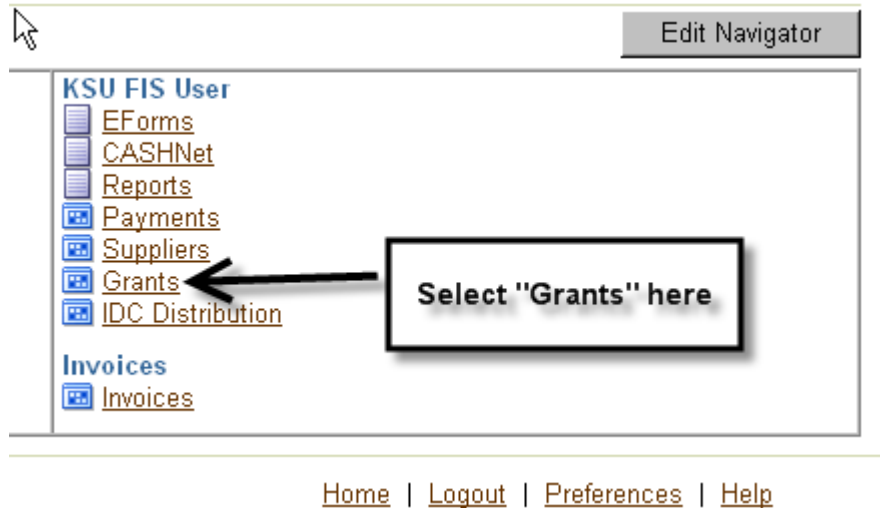 Edit Navigator
KSU FIS User
EForms
CASHNet
Reports
Payments
Suppliers
Grants
Select "Grants" here
IDC Distribution
Invoices
Invoices
Home | Logout | Preferences | Help